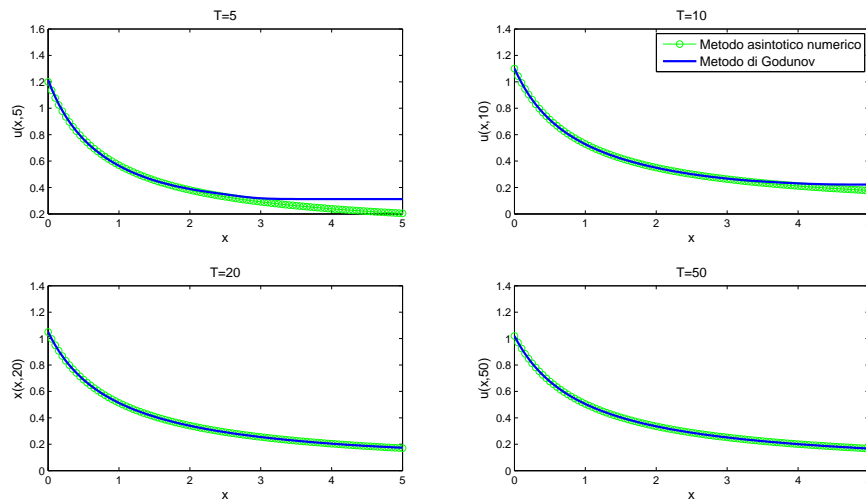 T=5
1.6
1.4
1.2
1
0.8
0.6
0.4
0.2
u(x,5)
0 1 2 3 4 5
x
T=10
1.4
1.2
1
0.8
0.6
0.4
0.2
0
u(x,10)
Metodo asintotico numerico
Metodo di Godunov
0 1 2 3 4
x
T=20
1.4
1.2
1
0.8
0.6
0.4
0.2
0
x(x,20)
0 1 2 3 4 5
x
T=50
1.4
1.2
1
0.8
0.6
0.4
0.2
0
u(x,50)
0 1 2 3 4
x